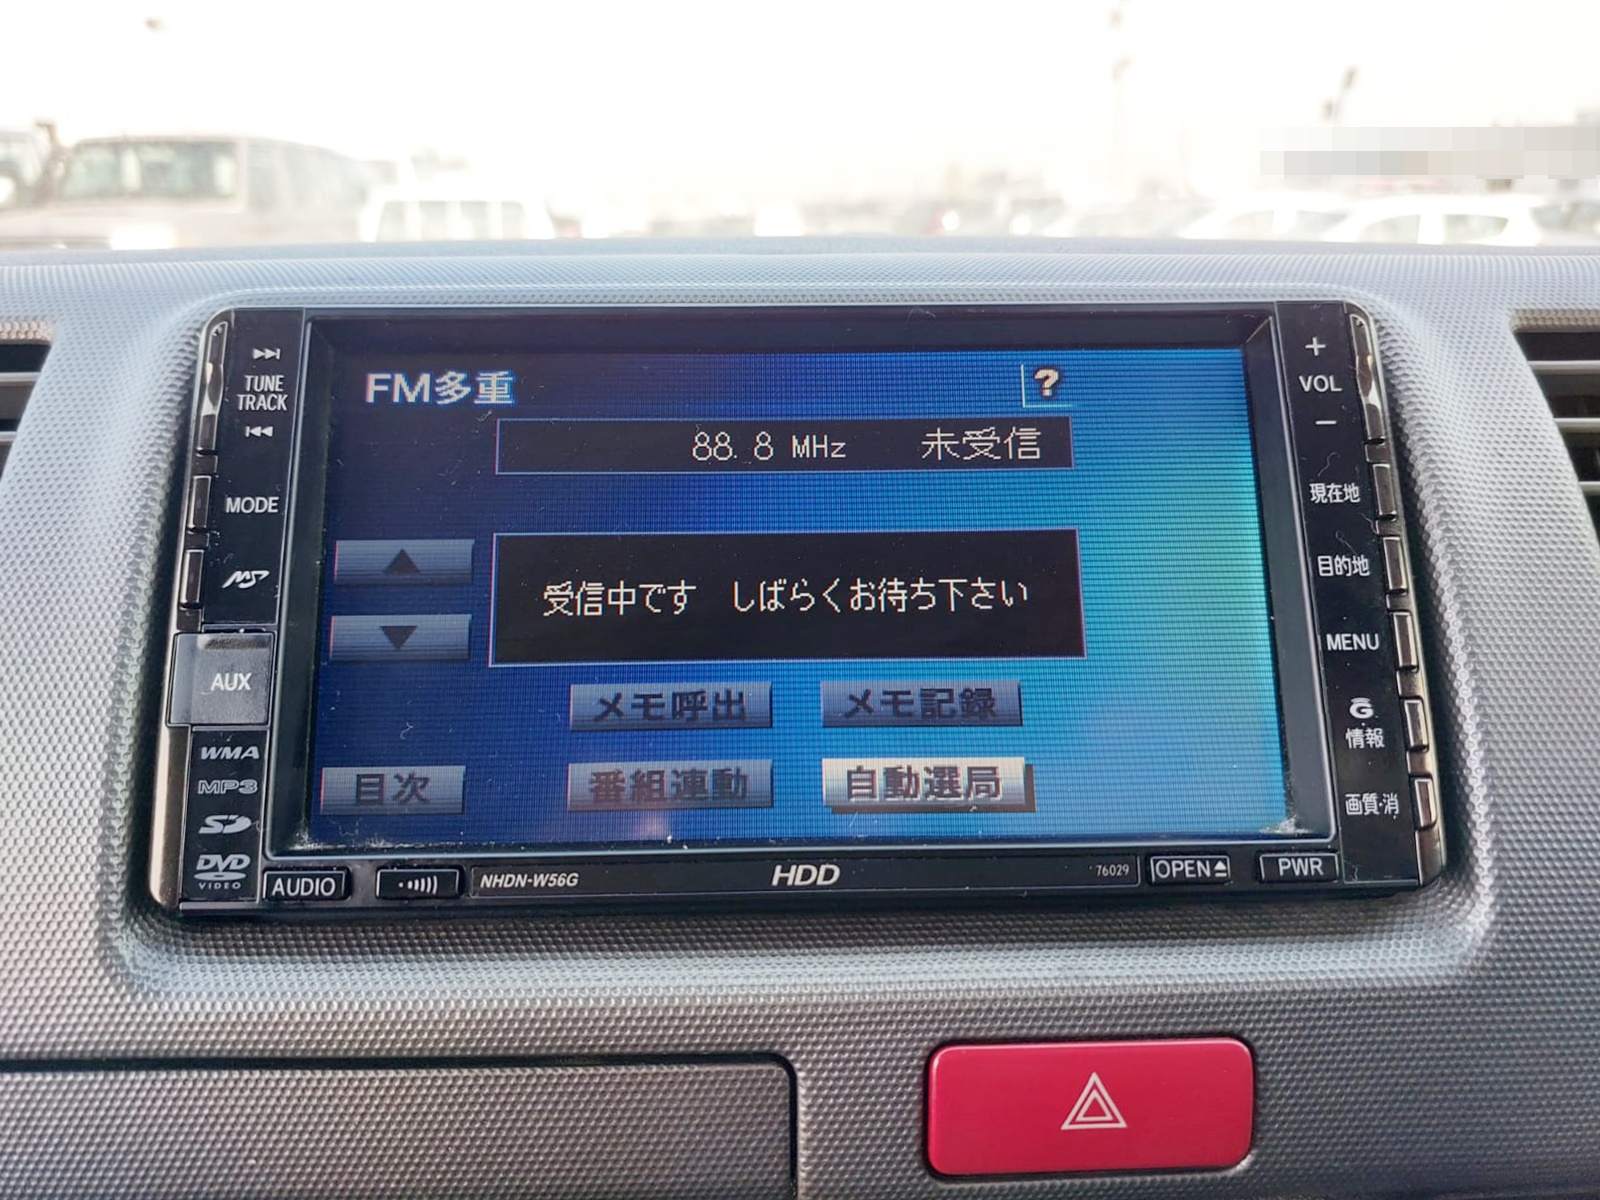 TUNE
TRACK
MODE
AUX
WMA
MP3
SD
DVD
VIDEO
FM多重
?
88.8 MHz 未受信
受信中です しばらくお待ち下さい
メモ呼出 メモ記録
目次 番組連動 自動選局
+
VOL
−
現在地
目的地
MENU
G
情報
画質・消
AUDIO
NHDN-W56G
HDD
76029
OPEN
PWR